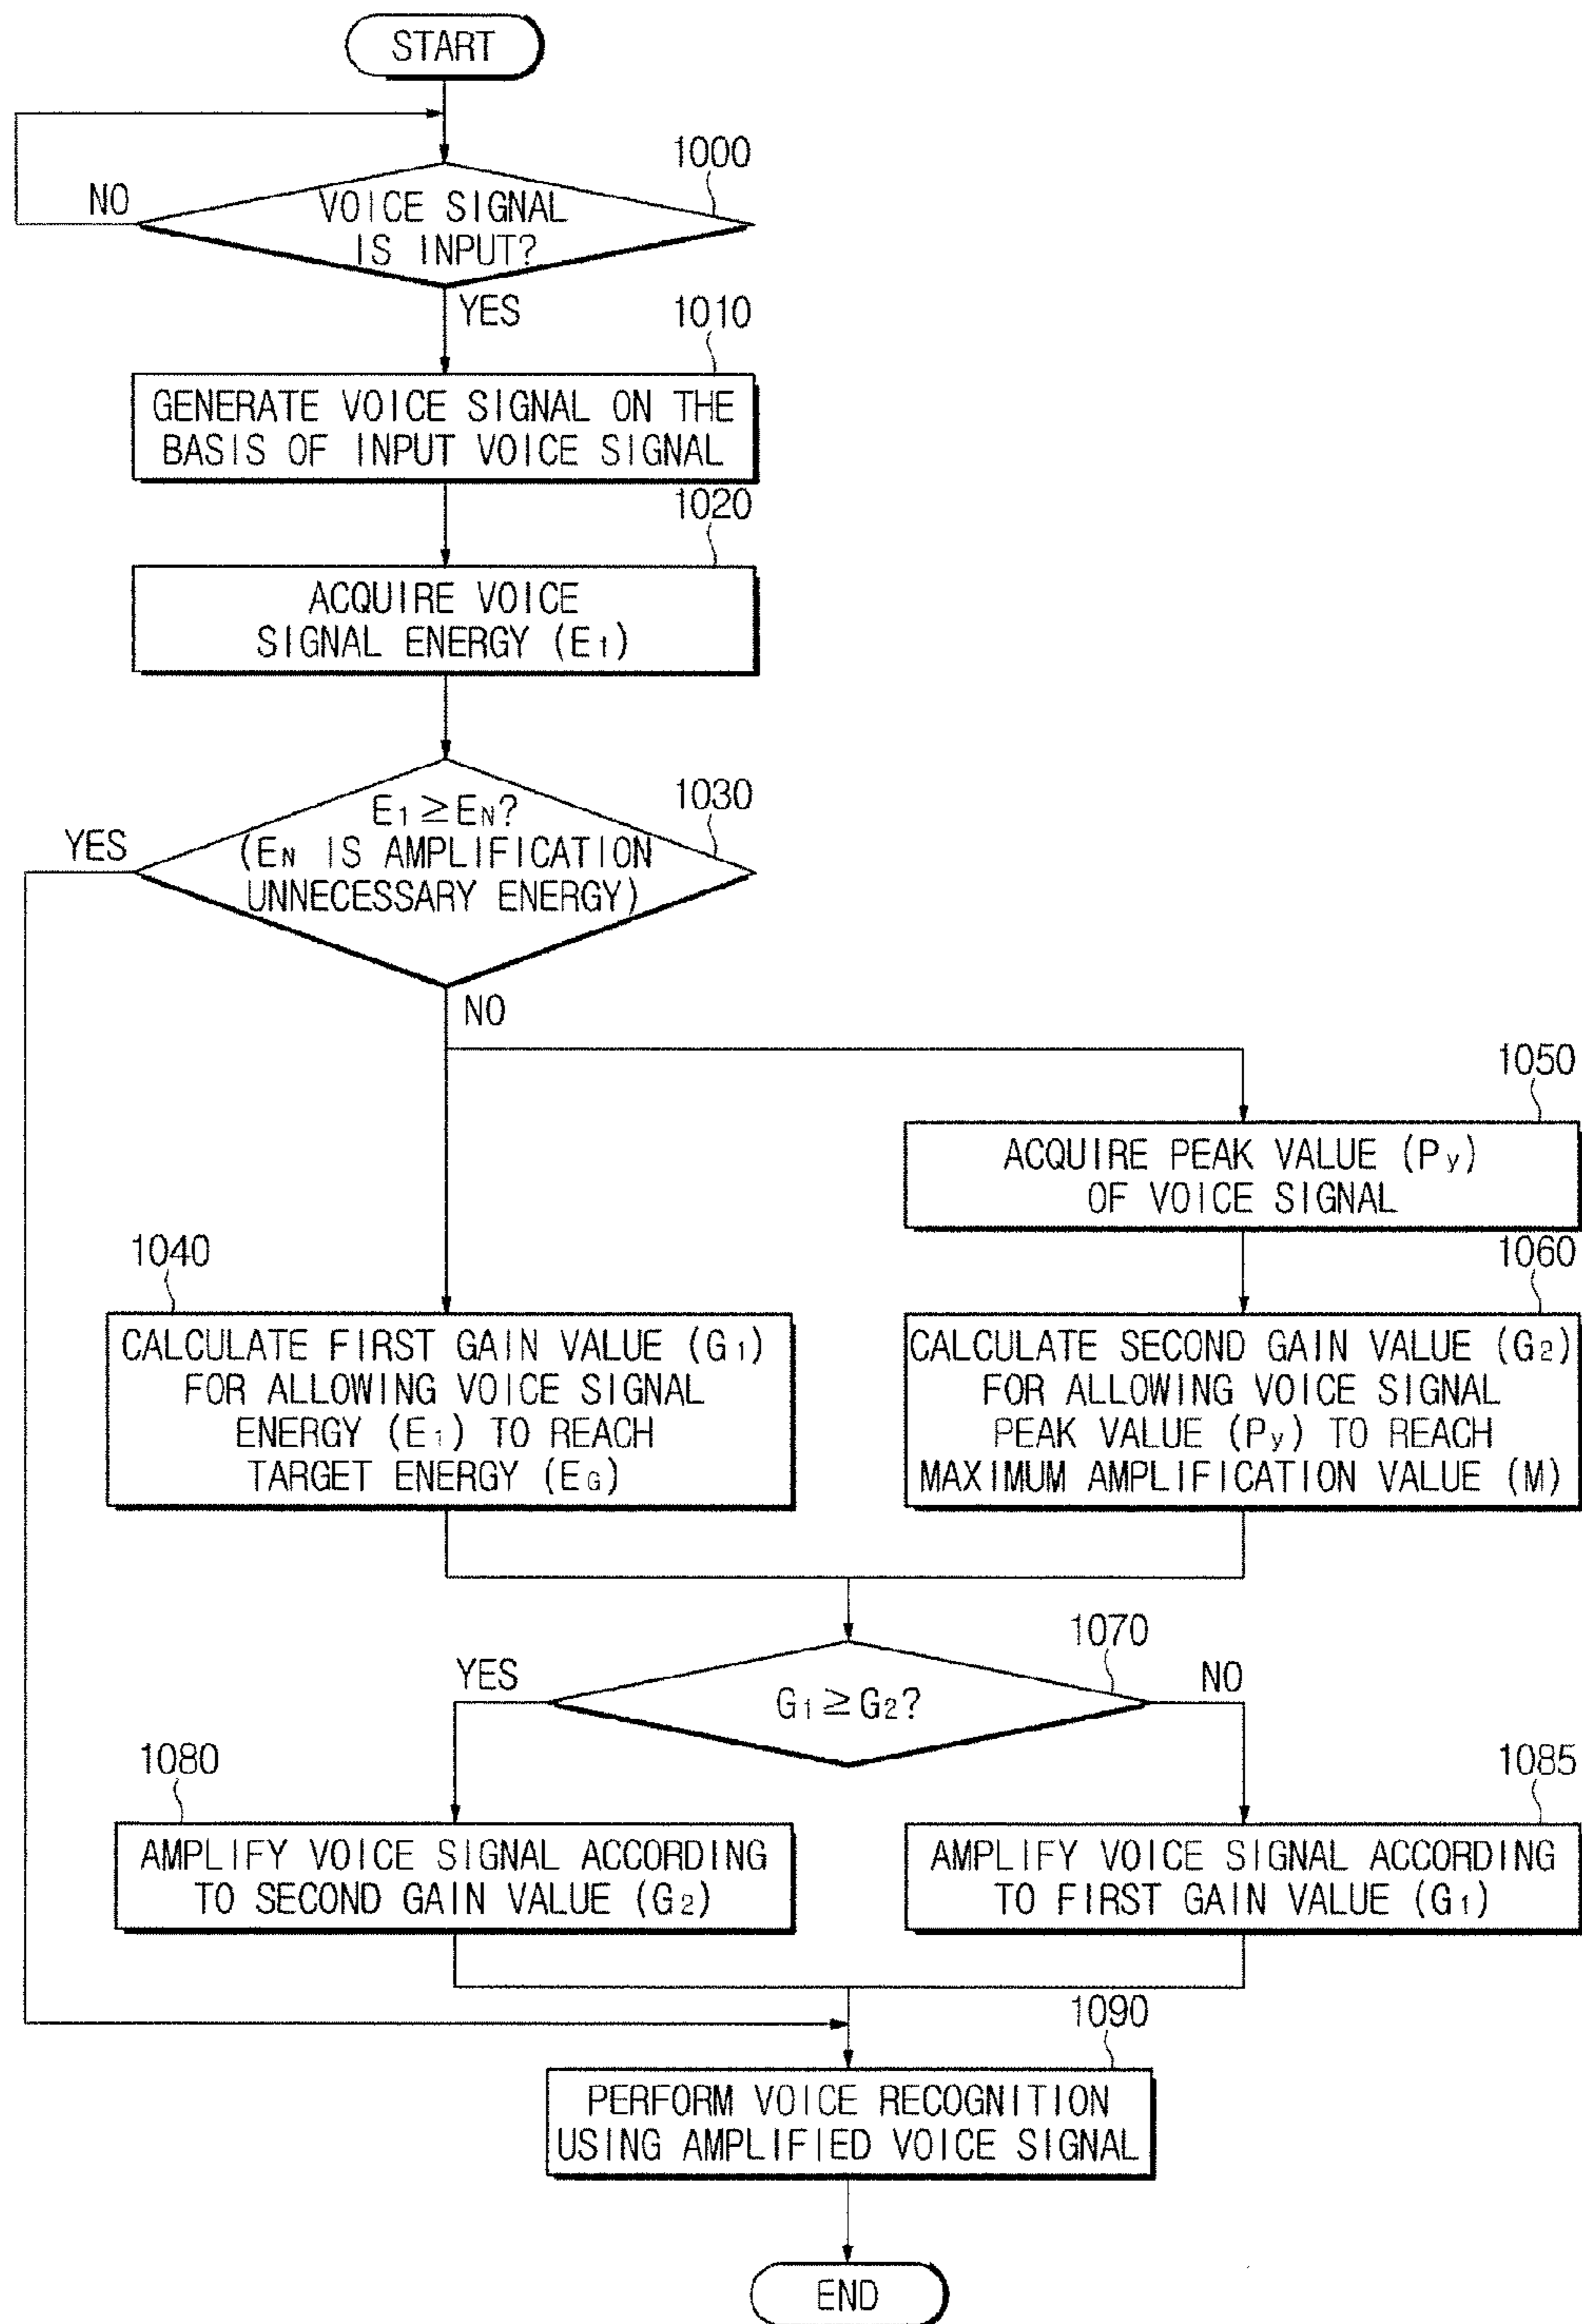 START
1000
NO
VOICE SIGNAL
IS INPUT?
YES
1010
GENERATE VOICE SIGNAL ON THE
BASIS OF INPUT VOICE SIGNAL
1020
ACQUIRE VOICE
SIGNAL ENERGY (E1)
1030
YES
E1≥EN?
(EN IS AMPLIFICATION
UNNECESSARY ENERGY)
NO
1050
ACQUIRE PEAK VALUE (Py)
OF VOICE SIGNAL
1040
CALCULATE FIRST GAIN VALUE (G1)
FOR ALLOWING VOICE SIGNAL
ENERGY (E1) TO REACH
TARGET ENERGY (EG)
1060
CALCULATE SECOND GAIN VALUE (G2)
FOR ALLOWING VOICE SIGNAL
PEAK VALUE (Py) TO REACH
MAXIMUM AMPLIFICATION VALUE (M)
1070
YES
G1≥G2?
NO
1080
AMPLIFY VOICE SIGNAL ACCORDING
TO SECOND GAIN VALUE (G2)
1085
AMPLIFY VOICE SIGNAL ACCORDING
TO FIRST GAIN VALUE (G1)
1090
PERFORM VOICE RECOGNITION
USING AMPLIFIED VOICE SIGNAL
END